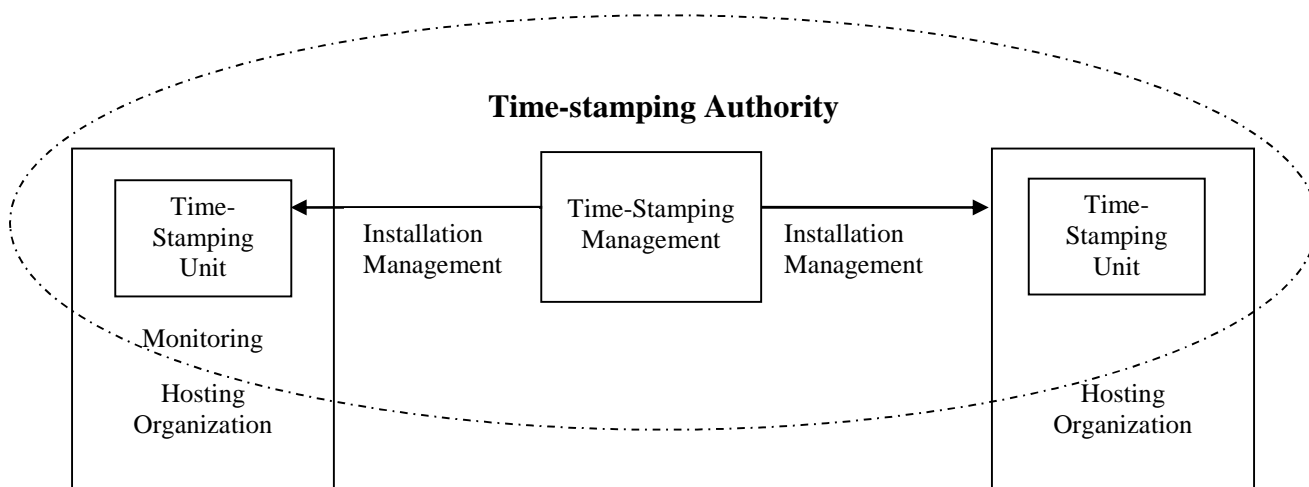 Time-stamping Authority
Time-
Stamping
Unit
Installation
Management
Time-Stamping
Management
Installation
Management
Time-
Stamping
Unit
Monitoring
Hosting
Organization
Hosting
Organization